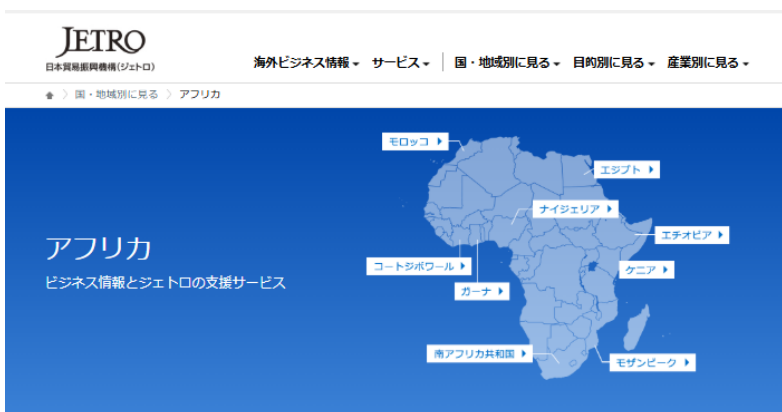 JETRO
日本貿易振興機構(ジェトロ)
海外ビジネス情報 サービス 国・地域別に見る 目的別に見る 産業別に見る
国・地域別に見る 〉 アフリカ
モロッコ
エジプト
ナイジェリア
エチオピア
アフリカ
コートジボワール
ケニア
ビジネス情報とジェトロの支援サービス
ガーナ
南アフリカ共和国
モザンビーク